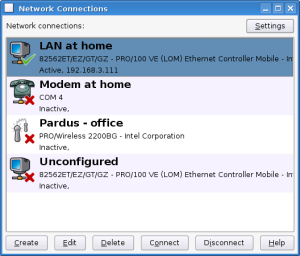 Network Connections
Network connections:
Settings
LAN at home
82562ET/EZ/GT/GZ - PRO/100 VE (LOM) Ethernet Controller Mobile - Int
Active, 192.168.3.111
Modem at home
COM 4
Inactive,
Pardus - office
PRO/Wireless 2200BG - Intel Corporation
Inactive,
Unconfigured
82562ET/EZ/GT/GZ - PRO/100 VE (LOM) Ethernet Controller Mobile - Int
Inactive,
Create Edit Delete Connect Disconnect Help